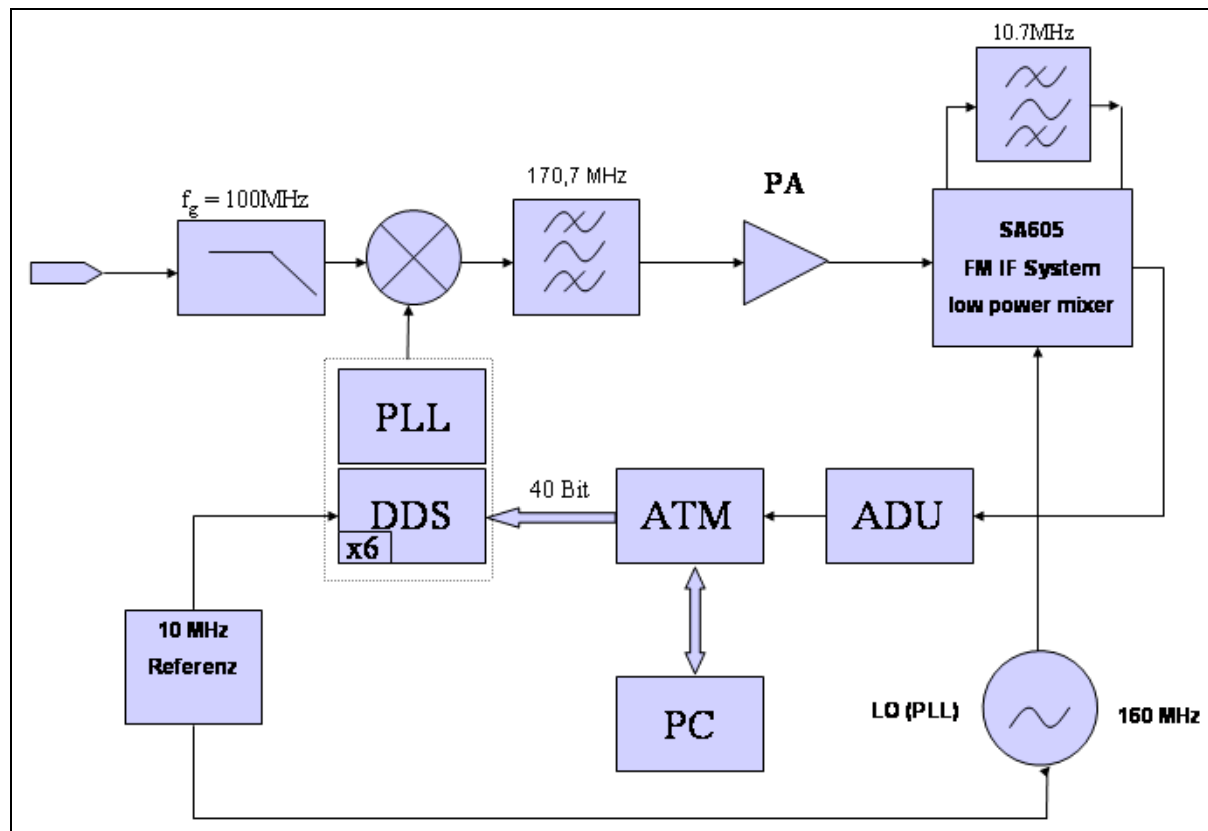 10.7MHz
f_g = 100MHz
170,7 MHz
PA
SA605
FM IF System
low power mixer
PLL
DDS
x6
40 Bit
ATM
ADU
10 MHz
Referenz
PC
LO (PLL)
160 MHz